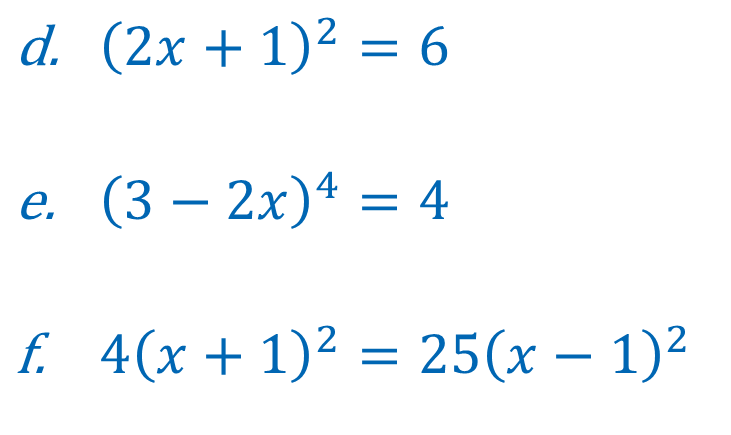 d. (2x + 1)² = 6
e. (3 − 2x)⁴ = 4
f. 4(x + 1)² = 25(x − 1)²